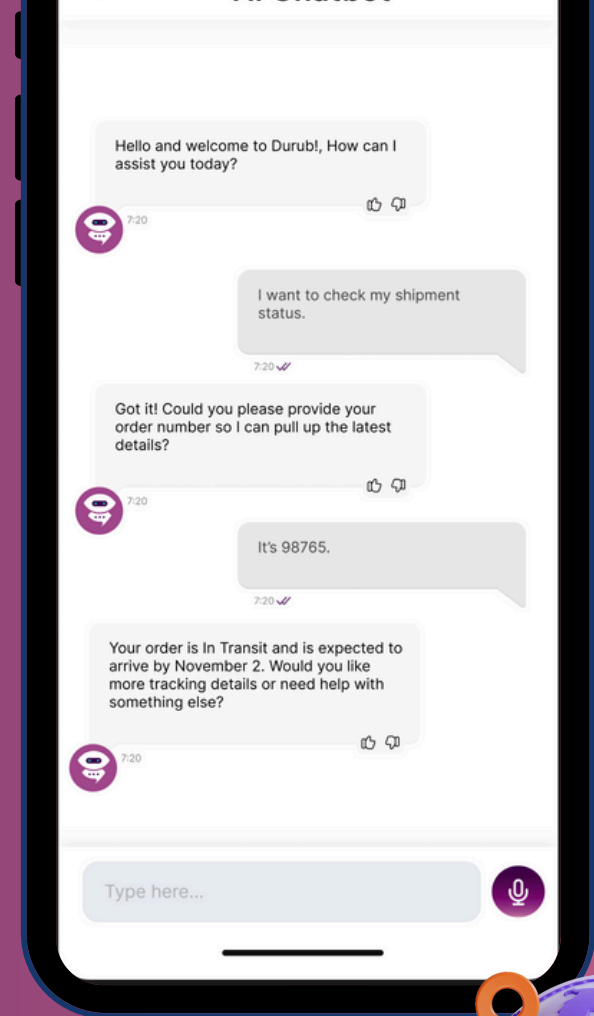 Hello and welcome to Durub!, How can I
assist you today?
7:20
I want to check my shipment
status.
7:20
Got it! Could you please provide your
order number so I can pull up the latest
details?
7:20
It's 98765.
7:20
Your order is In Transit and is expected to
arrive by November 2. Would you like
more tracking details or need help with
something else?
7:20
Type here...